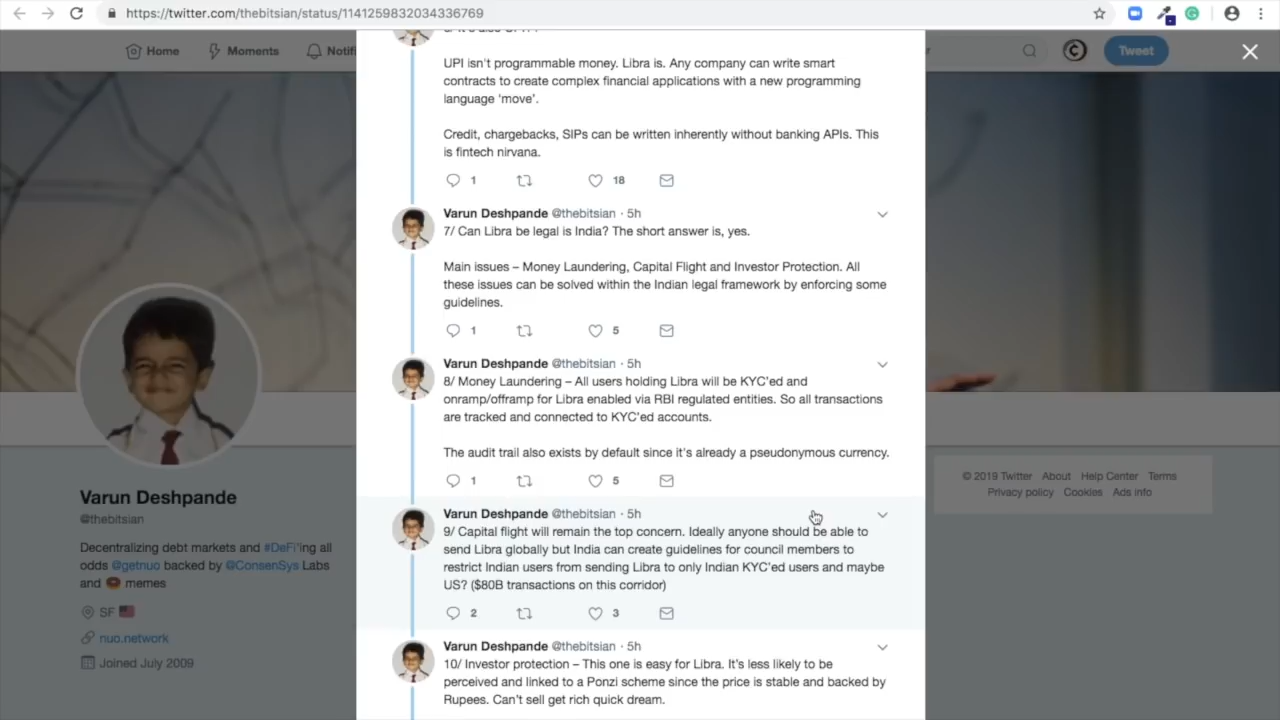 https://twitter.com/thebitsian/status/1141259832034336769
Home
Moments
Notifi
Tweet
UPI isn't programmable money. Libra is. Any company can write smart
contracts to create complex financial applications with a new programming
language 'move'.
Credit, chargebacks, SIPs can be written inherently without banking APIs. This
is fintech nirvana.
1
18
Varun Deshpande @thebitsian · 5h
7/ Can Libra be legal is India? The short answer is, yes.
Main issues – Money Laundering, Capital Flight and Investor Protection. All
these issues can be solved within the Indian legal framework by enforcing some
guidelines.
1
5
Varun Deshpande @thebitsian · 5h
8/ Money Laundering – All users holding Libra will be KYC'ed and
onramp/offramp for Libra enabled via RBI regulated entities. So all transactions
are tracked and connected to KYC'ed accounts.
The audit trail also exists by default since it's already a pseudonymous currency.
1
5
Varun Deshpande @thebitsian · 5h
9/ Capital flight will remain the top concern. Ideally anyone should be able to
send Libra globally but India can create guidelines for council members to
restrict Indian users from sending Libra to only Indian KYC'ed users and maybe
US? ($80B transactions on this corridor)
2
3
Varun Deshpande @thebitsian · 5h
10/ Investor protection – This one is easy for Libra. It's less likely to be
perceived and linked to a Ponzi scheme since the price is stable and backed by
Rupees. Can't sell get rich quick dream.
Varun Deshpande
@thebitsian
Decentralizing debt markets and #DeFi'ing all
odds @getnuo backed by @ConsenSys Labs
and 🍩 memes
SF 🇺🇸
nuo.network
Joined July 2009
© 2019 Twitter About Help Center Terms
Privacy policy Cookies Ads info